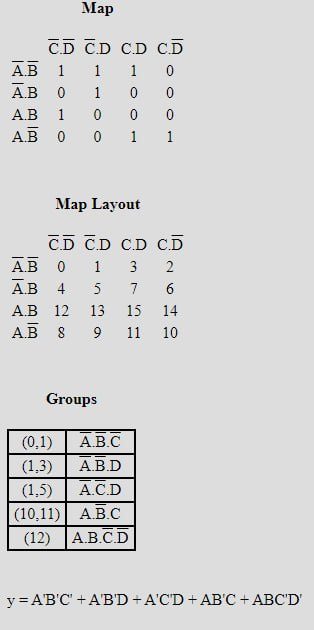 Map
C̅.D̅ C̅.D C.D C.D̅
A̅.B̅ 1 1 1 0
A̅.B 0 1 0 0
A.B 1 0 0 0
A.B̅ 0 0 1 1
Map Layout
C̅.D̅ C̅.D C.D C.D̅
A̅.B̅ 0 1 3 2
A̅.B 4 5 7 6
A.B 12 13 15 14
A.B̅ 8 9 11 10
Groups
(0,1) A̅.B̅.C̅
(1,3) A̅.B̅.D
(1,5) A̅.C̅.D
(10,11) A.B̅.C
(12) A.B.C̅.D̅
y = A'B'C' + A'B'D + A'C'D + AB'C + ABC'D'